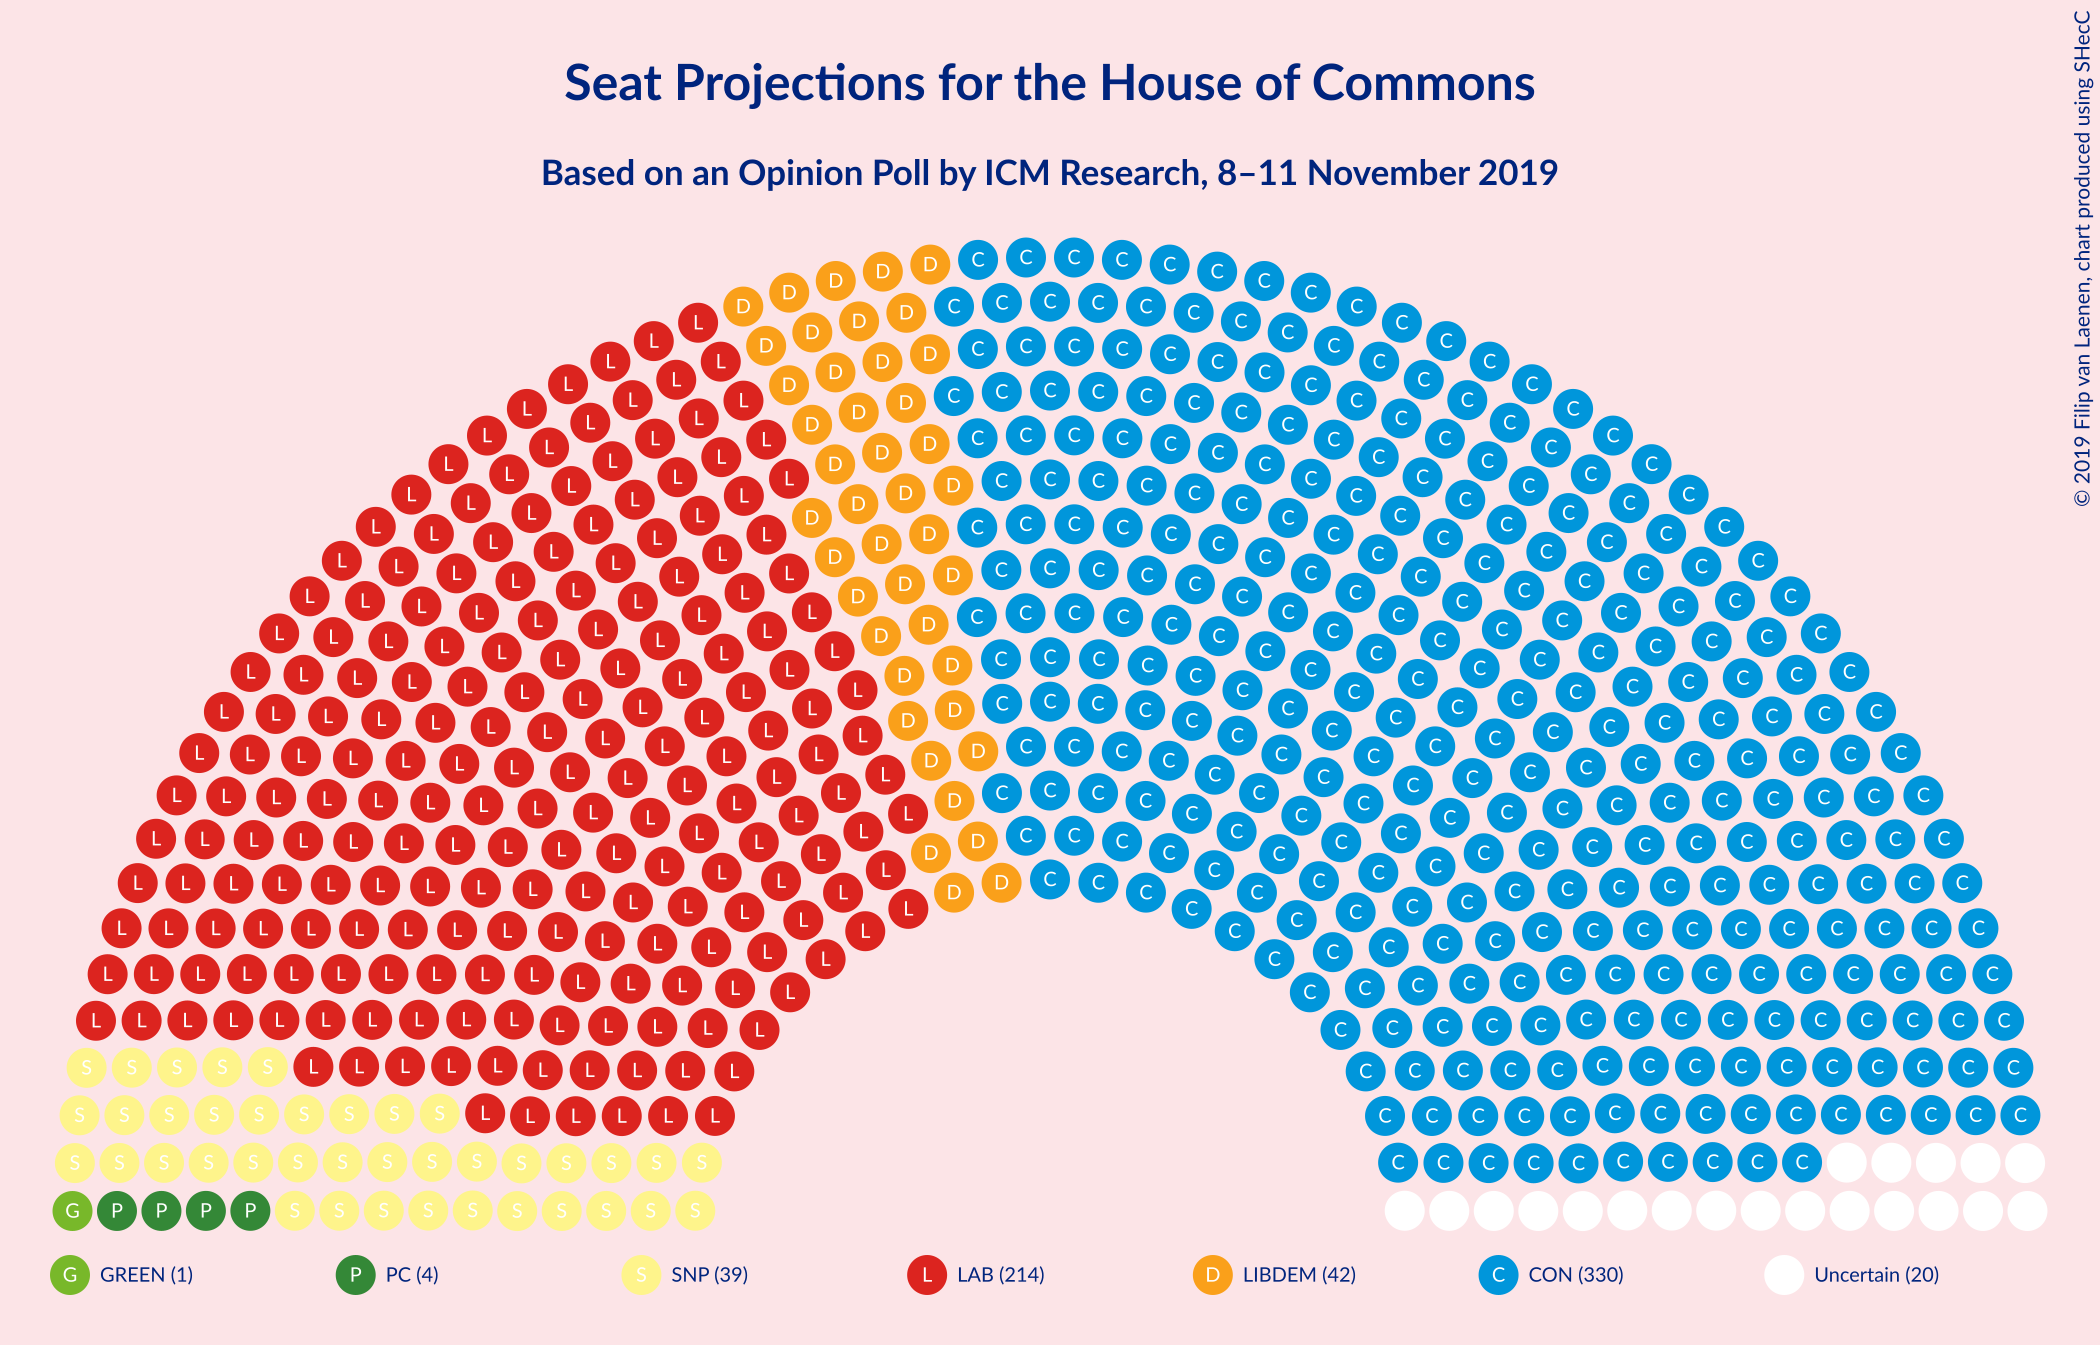 Seat Projections for the House of Commons
Based on an Opinion Poll by ICM Research, 8–11 November 2019
© 2019 Filip van Laenen, chart produced using SHecC
G GREEN (1)
P PC (4)
S SNP (39)
L LAB (214)
D LIBDEM (42)
C CON (330)
Uncertain (20)